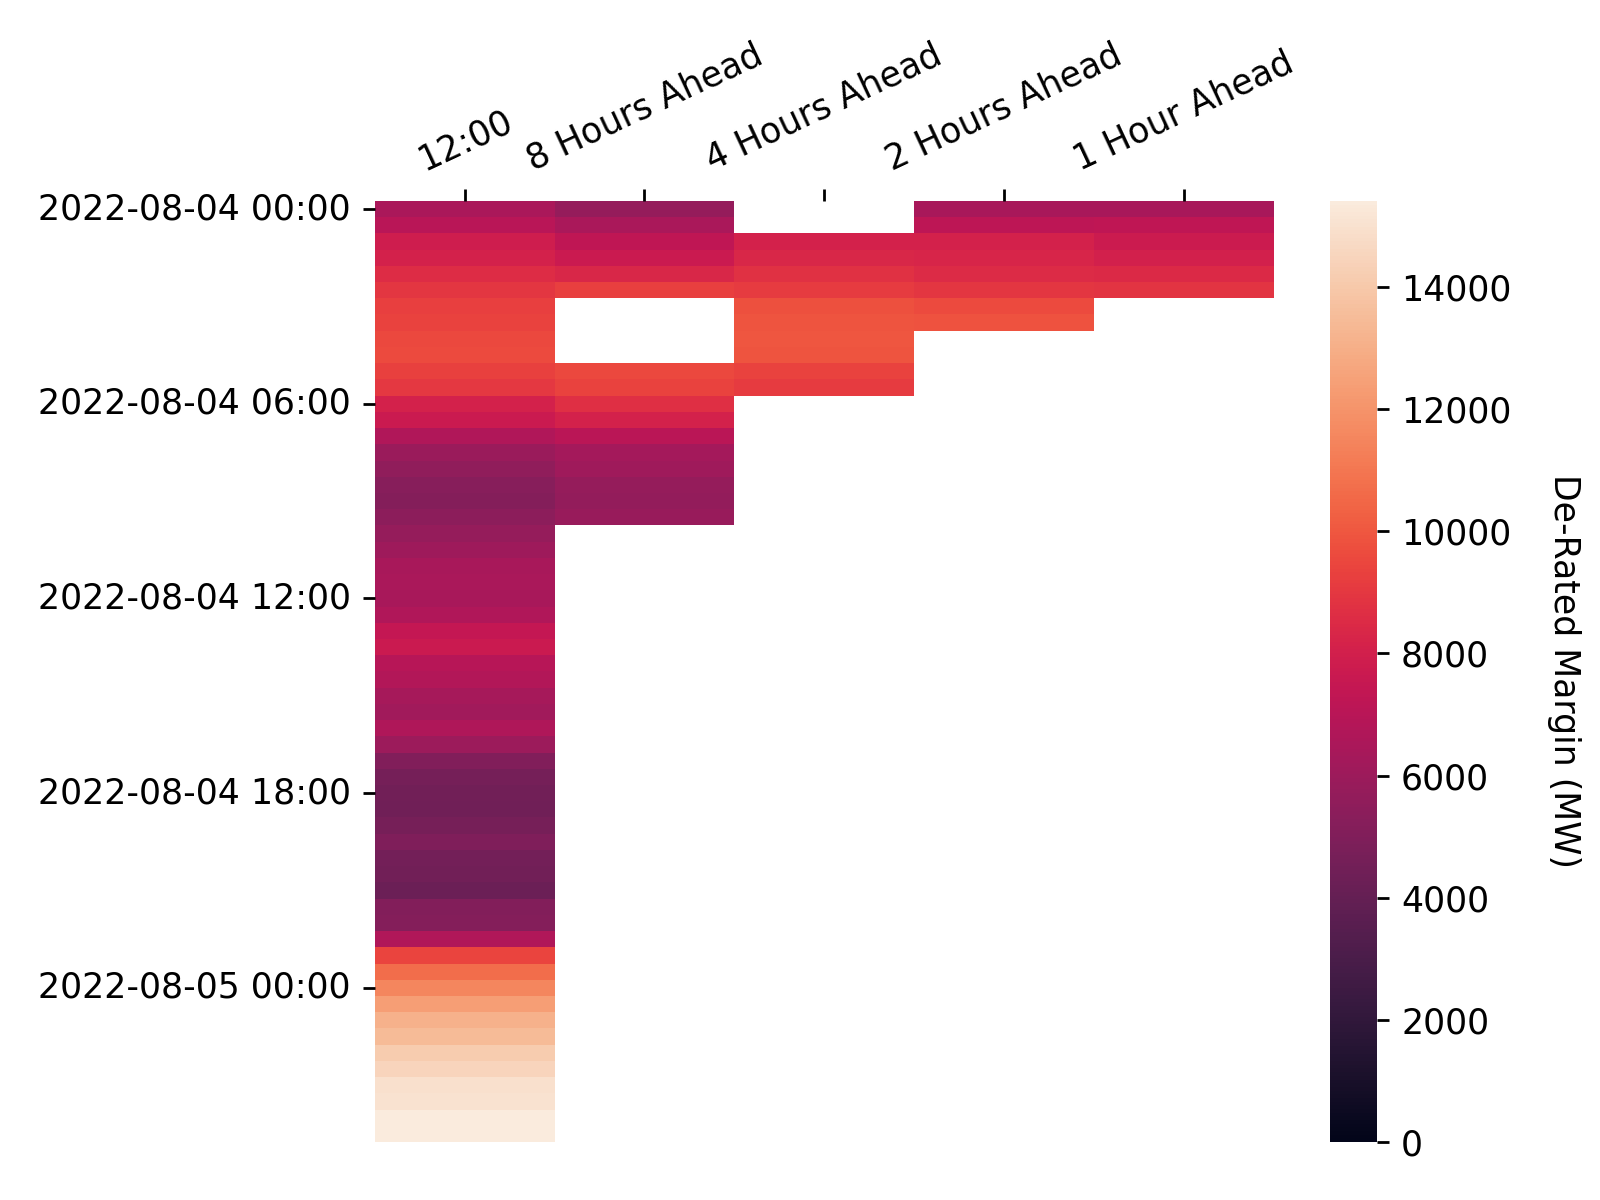 12:00
8 Hours Ahead
4 Hours Ahead
2 Hours Ahead
1 Hour Ahead
2022-08-04 00:00
2022-08-04 06:00
2022-08-04 12:00
2022-08-04 18:00
2022-08-05 00:00
14000
12000
10000
8000
6000
4000
2000
0
De-Rated Margin (MW)